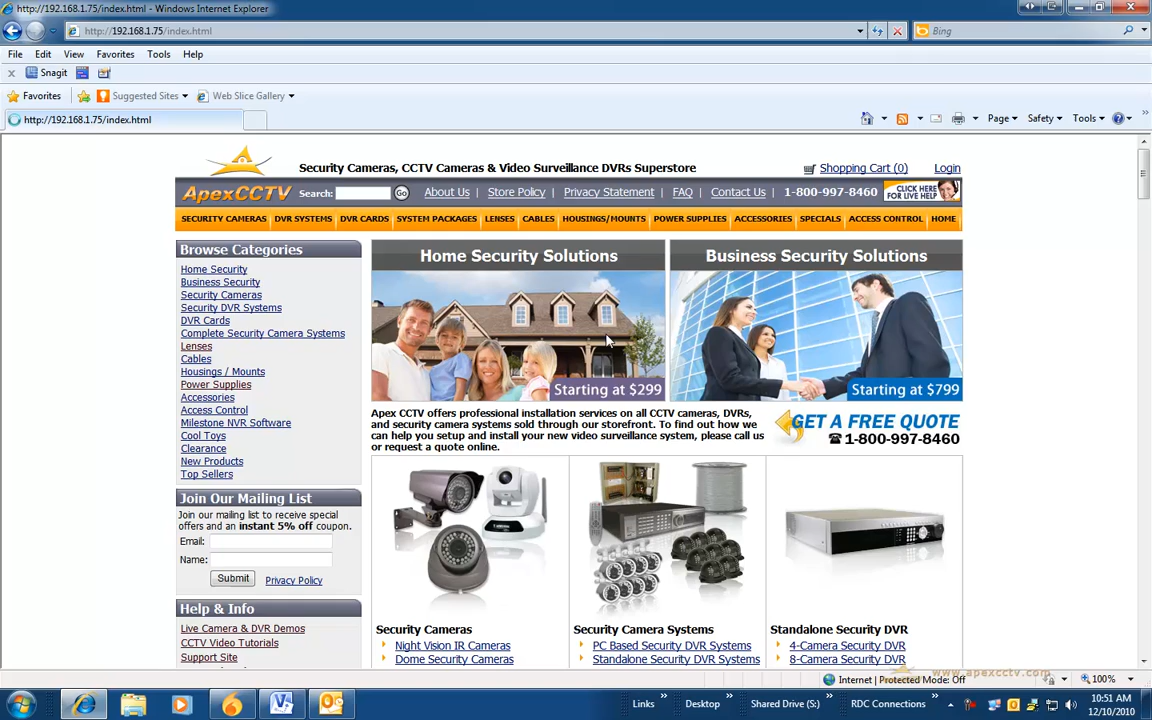 http://192.168.1.75/index.html - Windows Internet Explorer
http://192.168.1.75/index.html
Bing
File Edit View Favorites Tools Help
Snagit
Favorites Suggested Sites Web Slice Gallery
http://192.168.1.75/index.html
Page Safety Tools
Security Cameras, CCTV Cameras & Video Surveillance DVRs Superstore
Shopping Cart (0) Login
ApexCCTV
Search: Go
About Us | Store Policy | Privacy Statement | FAQ | Contact Us | 1-800-997-8460
CLICK HERE
FOR LIVE HELP
SECURITY CAMERAS DVR SYSTEMS DVR CARDS SYSTEM PACKAGES LENSES CABLES HOUSINGS/MOUNTS POWER SUPPLIES ACCESSORIES SPECIALS ACCESS CONTROL HOME
Browse Categories
Home Security
Business Security
Security Cameras
Security DVR Systems
DVR Cards
Complete Security Camera Systems
Lenses
Cables
Housings / Mounts
Power Supplies
Accessories
Access Control
Milestone NVR Software
Cool Toys
Clearance
New Products
Top Sellers
Join Our Mailing List
Join our mailing list to receive special
offers and an instant 5% off coupon.
Email:
Name:
Submit Privacy Policy
Help & Info
Live Camera & DVR Demos
CCTV Video Tutorials
Support Site
Home Security Solutions
Starting at $299
Business Security Solutions
Starting at $799
Apex CCTV offers professional installation services on all CCTV cameras, DVRs,
and security camera systems sold through our storefront. To find out how we
can help you setup and install your new video surveillance system, please call us
or request a quote online.
GET A FREE QUOTE
1-800-997-8460
Security Cameras
Night Vision IR Cameras
Dome Security Cameras
Security Camera Systems
PC Based Security DVR Systems
Standalone Security DVR Systems
Standalone Security DVR
4-Camera Security DVR
8-Camera Security DVR
www.apexcctv.com
Internet | Protected Mode: Off
100%
Links Desktop Shared Drive (S:) RDC Connections
10:51 AM
12/10/2010